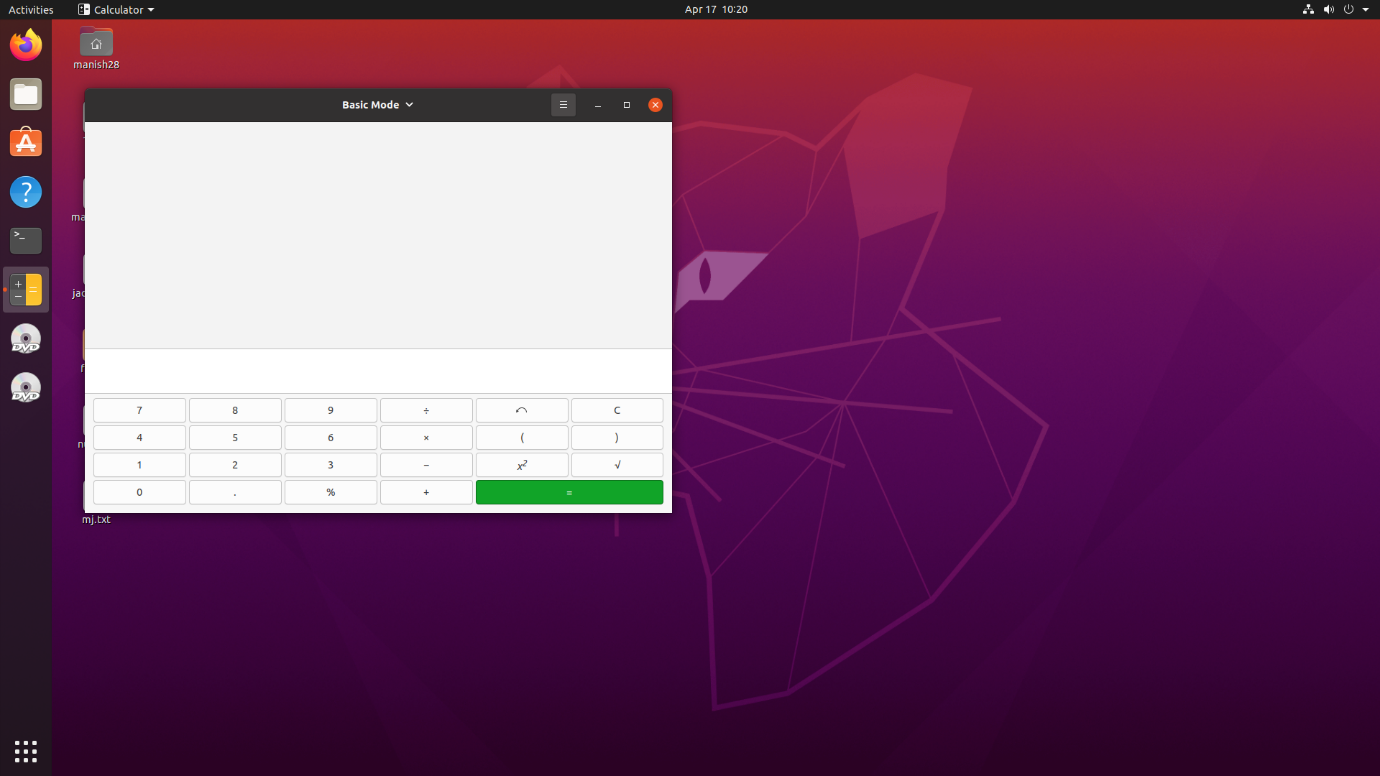 Activities
Calculator
Apr 17 10:20
manish28
Basic Mode
mj.txt
7 8 9 ÷ C
4 5 6 × ( )
1 2 3 − x² √
0 . % + =